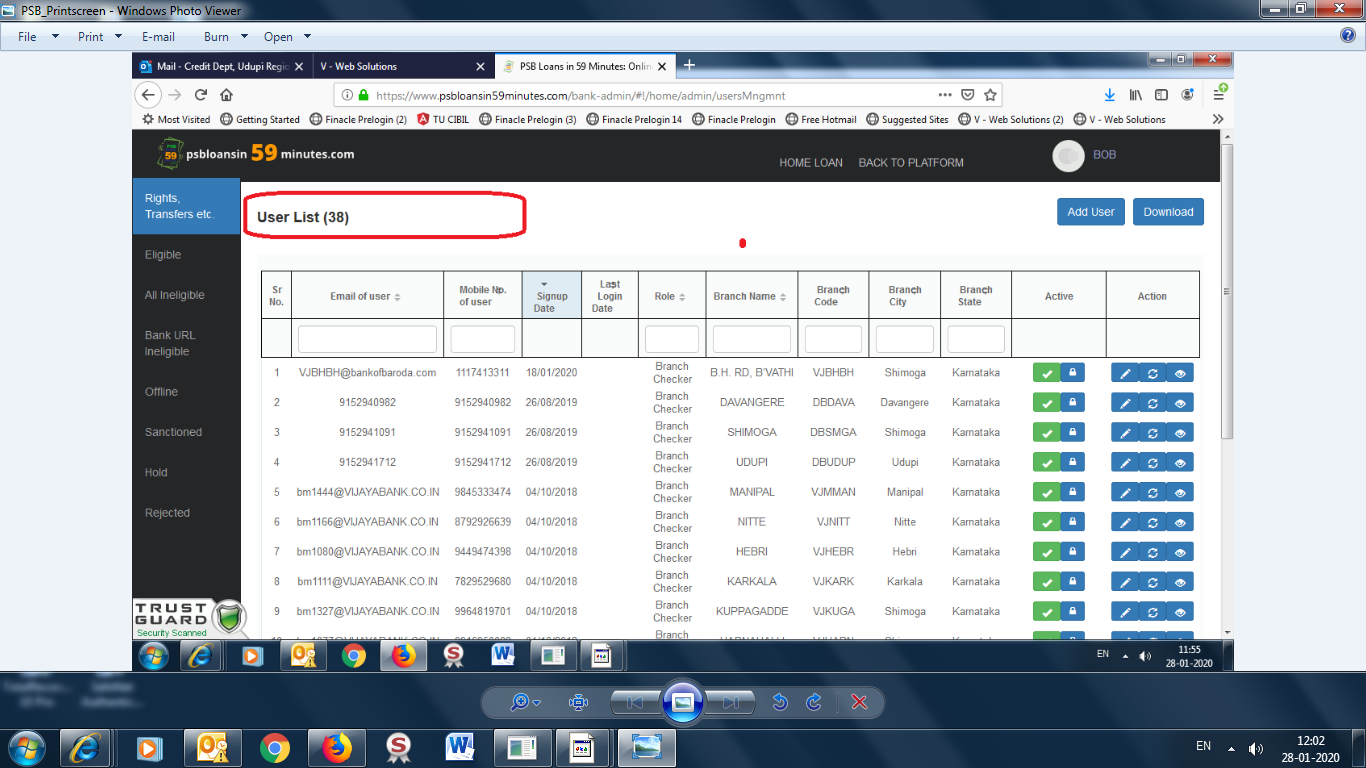 PSB_Printscreen - Windows Photo Viewer
File Print E-mail Burn Open
Mail - Credit Dept, Udupi Regio V - Web Solutions PSB Loans in 59 Minutes: Onlin
https://www.psbloansin59minutes.com/bank-admin/#!/home/admin/usersMngmnt
Most Visited Getting Started Finacle Prelogin (2) TU CIBIL Finacle Prelogin (3) Finacle Prelogin 14 Finacle Prelogin Free Hotmail Suggested Sites V - Web Solutions (2) V - Web Solutions
psbloansin 59 minutes.com
HOME LOAN BACK TO PLATFORM BOB
Rights,
Transfers etc.
Eligible
All Ineligible
Bank URL
Ineligible
Offline
Sanctioned
Hold
Rejected
TRUST
GUARD
Security Scanned
User List (38)
Add User Download
Sr No. Email of user Mobile No. of user Signup Date Last Login Date Role Branch Name Branch Code Branch City Branch State Active Action
1 VJBHBH@bankofbaroda.com 1117413311 18/01/2020 Branch Checker B.H. RD, B'VATHI VJBHBH Shimoga Karnataka
2 9152940982 9152940982 26/08/2019 Branch Checker DAVANGERE DBDAVA Davangere Karnataka
3 9152941091 9152941091 26/08/2019 Branch Checker SHIMOGA DBSMGA Shimoga Karnataka
4 9152941712 9152941712 26/08/2019 Branch Checker UDUPI DBUDUP Udupi Karnataka
5 bm1444@VIJAYABANK.CO.IN 9845333474 04/10/2018 Branch Checker MANIPAL VJMMAN Manipal Karnataka
6 bm1166@VIJAYABANK.CO.IN 8792926639 04/10/2018 Branch Checker NITTE VJNITT Nitte Karnataka
7 bm1080@VIJAYABANK.CO.IN 9449474398 04/10/2018 Branch Checker HEBRI VJHEBR Hebri Karnataka
8 bm1111@VIJAYABANK.CO.IN 7829529680 04/10/2018 Branch Checker KARKALA VJKARK Karkala Karnataka
9 bm1327@VIJAYABANK.CO.IN 9964819701 04/10/2018 Branch Checker KUPPAGADDE VJKUGA Shimoga Karnataka
Branch
EN 11:55
28-01-2020
EN 12:02
28-01-2020